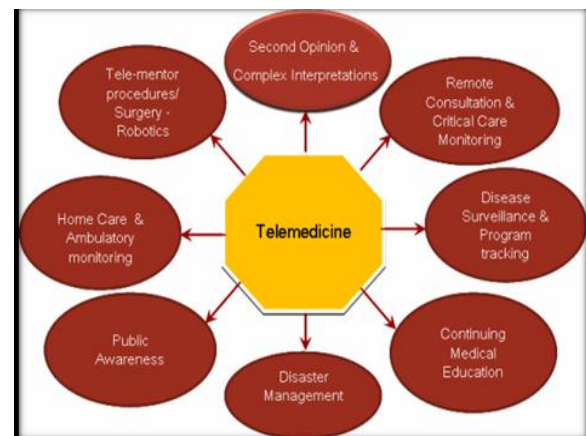 Second Opinion &
Complex Interpretations
Remote
Consultation &
Critical Care
Monitoring
Disease
Surveillance &
Program
tracking
Continuing
Medical
Education
Disaster
Management
Public
Awareness
Home Care &
Ambulatory
monitoring
Tele-mentor
procedures/
Surgery -
Robotics
Telemedicine